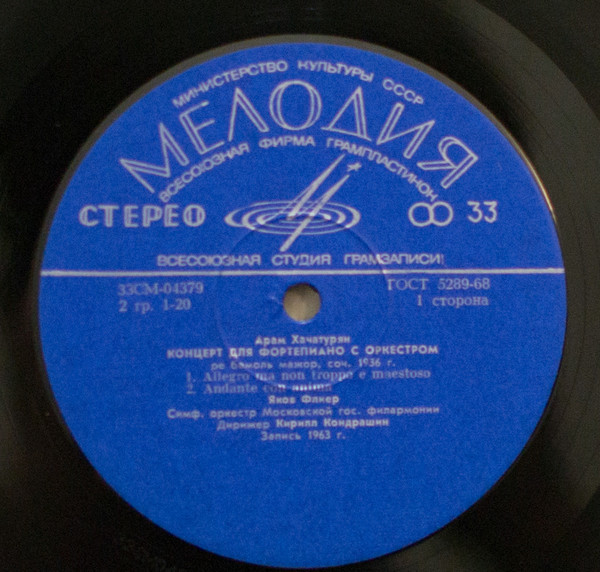 МИНИСТЕРСТВО КУЛЬТУРЫ СССР
МЕЛОДИЯ
ВСЕСОЮЗНАЯ ФИРМА ГРАМПЛАСТИНОК
СТЕРЕО
33
ВСЕСОЮЗНАЯ СТУДИЯ ГРАМЗАПИСИ
33СМ-04379
ГОСТ 5289-68
2 гр. 1-20
1 сторона
Арам Хачатурян
КОНЦЕРТ ДЛЯ ФОРТЕПИАНО С ОРКЕСТРОМ
ре бемоль мажор, соч. 1936 г.
1. Allegro ma non troppo e maestoso
2. Andante con anima
Яков Флиер
Симф. оркестр Московской гос. филармонии
Дирижер Кирилл Кондрашин
Запись 1963 г.